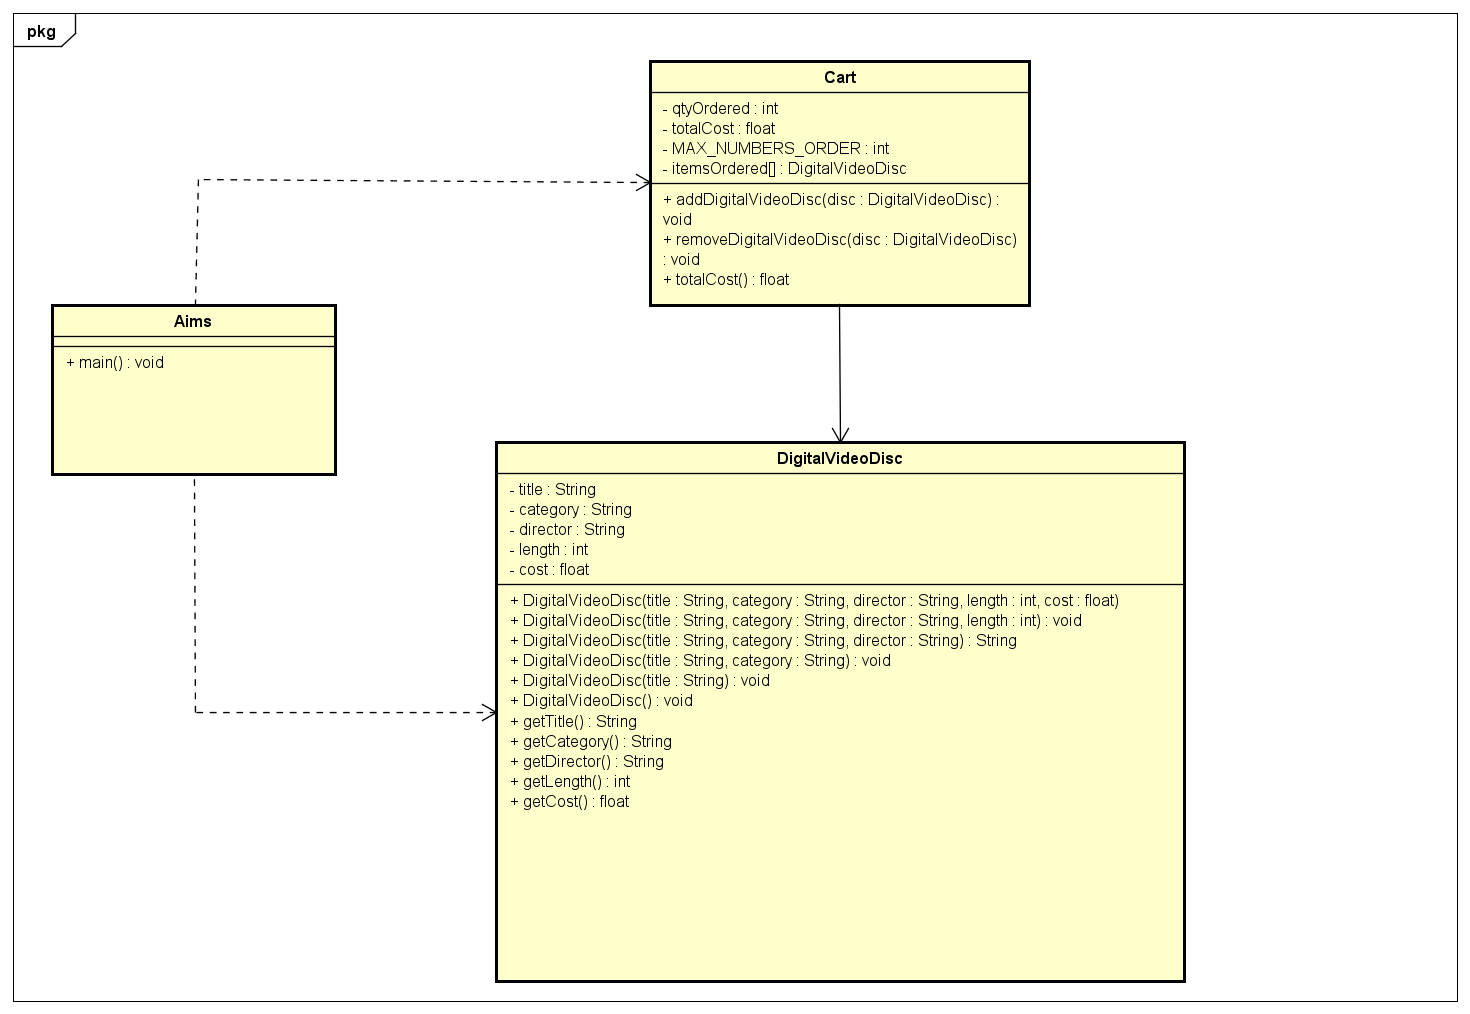 pkg
Cart
- qtyOrdered : int
- totalCost : float
- MAX_NUMBERS_ORDER : int
- itemsOrdered[] : DigitalVideoDisc
+ addDigitalVideoDisc(disc : DigitalVideoDisc) :
void
+ removeDigitalVideoDisc(disc : DigitalVideoDisc)
: void
+ totalCost() : float
Aims
+ main() : void
DigitalVideoDisc
- title : String
- category : String
- director : String
- length : int
- cost : float
+ DigitalVideoDisc(title : String, category : String, director : String, length : int, cost : float)
+ DigitalVideoDisc(title : String, category : String, director : String, length : int) : void
+ DigitalVideoDisc(title : String, category : String, director : String) : String
+ DigitalVideoDisc(title : String, category : String) : void
+ DigitalVideoDisc(title : String) : void
+ DigitalVideoDisc() : void
+ getTitle() : String
+ getCategory() : String
+ getDirector() : String
+ getLength() : int
+ getCost() : float